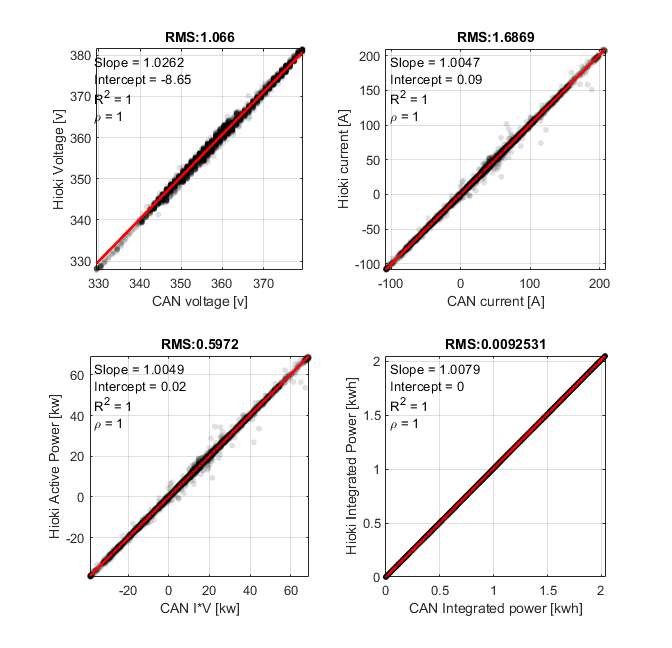 RMS:1.066
Slope = 1.0262
Intercept = -8.65
R² = 1
ρ = 1
380
370
360
350
340
330
330 340 350 360 370
Hioki Voltage [v]
CAN voltage [v]
RMS:1.6869
Slope = 1.0047
Intercept = 0.09
R² = 1
ρ = 1
200
150
100
50
0
-50
-100
-100 0 100 200
Hioki current [A]
CAN current [A]
RMS:0.5972
Slope = 1.0049
Intercept = 0.02
R² = 1
ρ = 1
60
40
20
0
-20
-20 0 20 40 60
Hioki Active Power [kw]
CAN I*V [kw]
RMS:0.0092531
Slope = 1.0079
Intercept = 0
R² = 1
ρ = 1
2
1.5
1
0.5
0
0 0.5 1 1.5 2
Hioki Integrated Power [kwh]
CAN Integrated power [kwh]